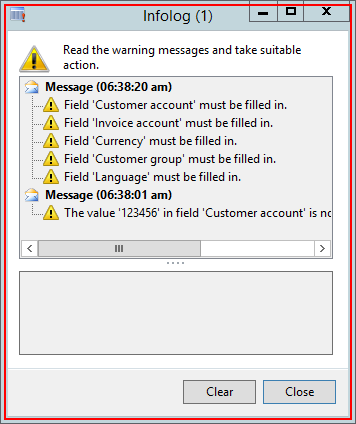 Infolog (1)
Read the warning messages and take suitable
action.
Message (06:38:20 am)
Field 'Customer account' must be filled in.
Field 'Invoice account' must be filled in.
Field 'Currency' must be filled in.
Field 'Customer group' must be filled in.
Field 'Language' must be filled in.
Message (06:38:01 am)
The value '123456' in field 'Customer account' is no
Clear
Close